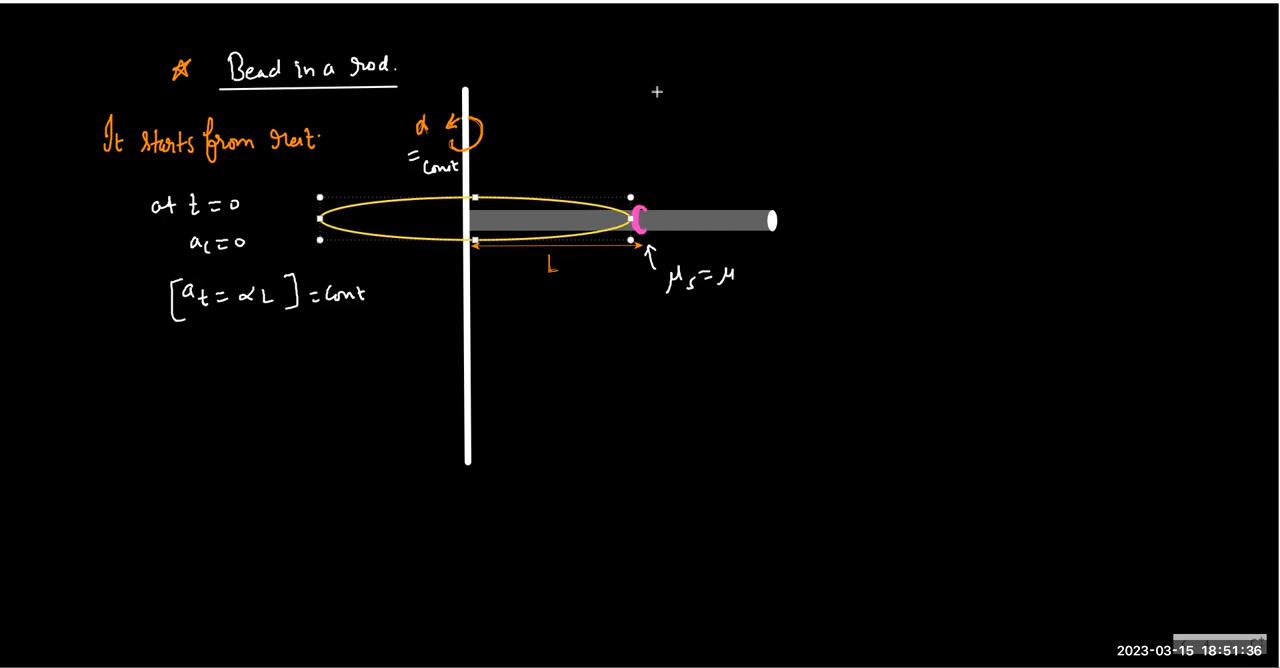 ☆ Bead in a rod.
It starts from rest.
α
= const
at t = 0
a_c = 0
[a_t = αL] = const
L
μ_s = μ
2023-03-15 18:51:36